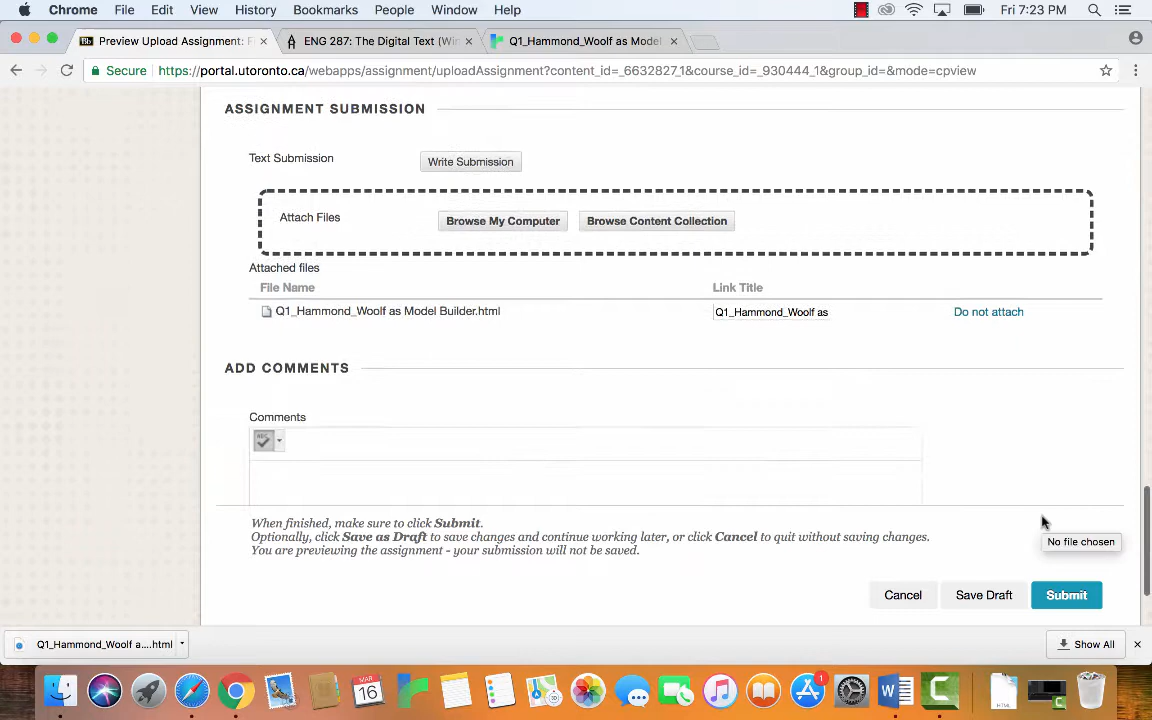 Chrome File Edit View History Bookmarks People Window Help Fri 7:23 PM
Bb Preview Upload Assignment: F × ENG 287: The Digital Text (Win × Q1_Hammond_Woolf as Model ×
Secure https://portal.utoronto.ca/webapps/assignment/uploadAssignment?content_id=_6632827_1&course_id=_930444_1&group_id=&mode=cpview
ASSIGNMENT SUBMISSION
Text Submission Write Submission
Attach Files Browse My Computer Browse Content Collection
Attached files
File Name Link Title
Q1_Hammond_Woolf as Model Builder.html Q1_Hammond_Woolf as Do not attach
ADD COMMENTS
Comments
ABC
When finished, make sure to click Submit.
Optionally, click Save as Draft to save changes and continue working later, or click Cancel to quit without saving changes.
You are previewing the assignment - your submission will not be saved.
No file chosen
Cancel Save Draft Submit
Q1_Hammond_Woolf a....html Show All ×
MAR
16
1
W C HTML